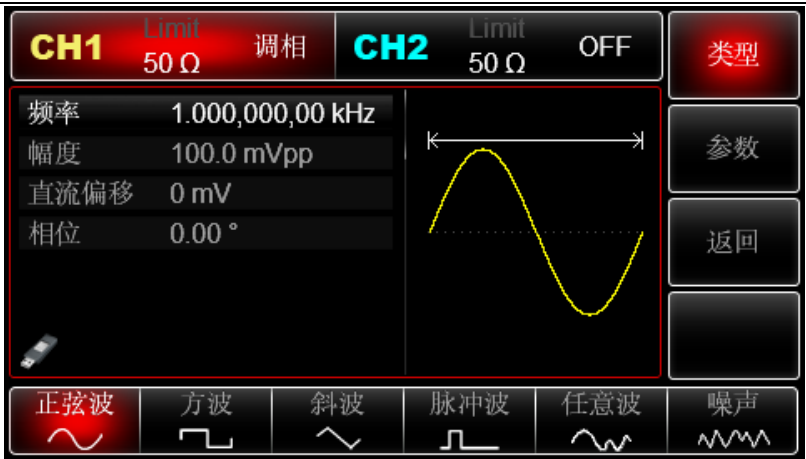 CH1 Limit 50 Ω 调相
CH2 Limit 50 Ω OFF
类型
频率 1.000,000,00 kHz
幅度 100.0 mVpp
直流偏移 0 mV
相位 0.00 °
参数
返回
正弦波 方波 斜波 脉冲波 任意波 噪声